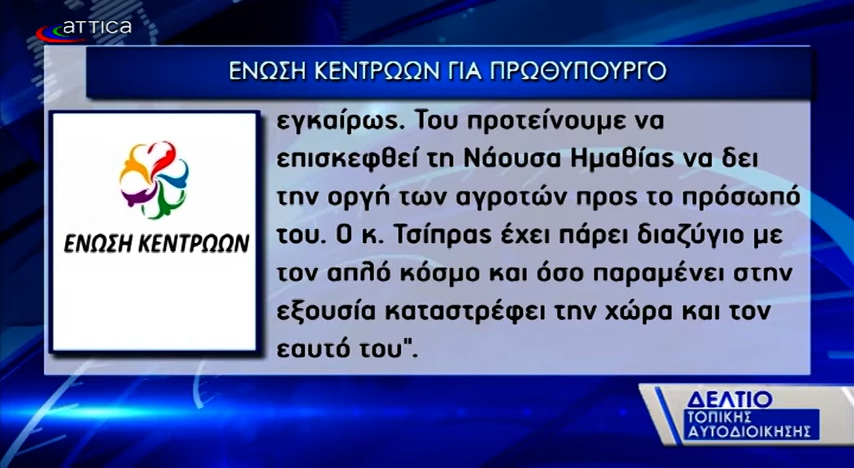 ATTICA
ΕΝΩΣΗ ΚΕΝΤΡΩΩΝ ΓΙΑ ΠΡΩΘΥΠΟΥΡΓΟ
εγκαίρως. Του προτείνουμε να
επισκεφθεί τη Νάουσα Ημαθίας να δει
την οργή των αγροτών προς το πρόσωπό
του. Ο κ. Τσίπρας έχει πάρει διαζύγιο με
τον απλό κόσμο και όσο παραμένει στην
εξουσία καταστρέφει την χώρα και τον
εαυτό του".
ΕΝΩΣΗ ΚΕΝΤΡΩΩΝ
ΔΕΛΤΙΟ
ΤΟΠΙΚΗΣ
ΑΥΤΟΔΙΟΙΚΗΣΗΣ